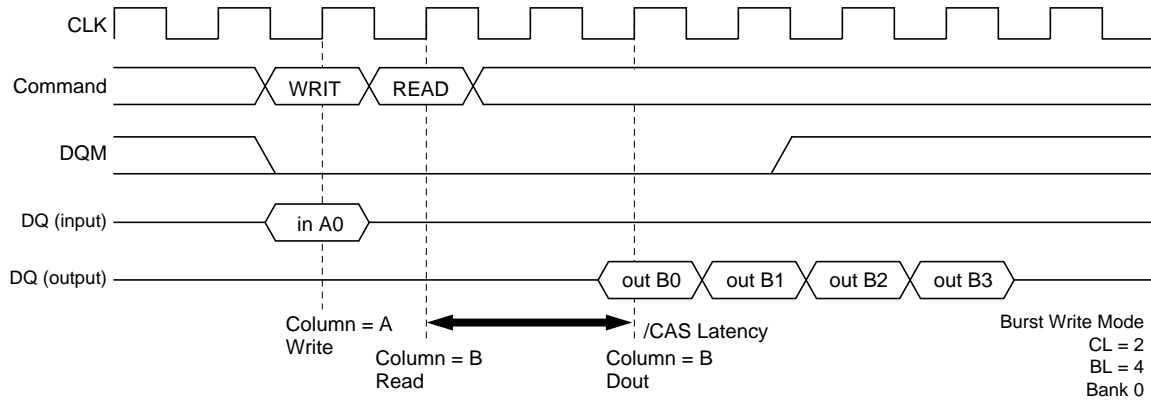 CLK
Command
WRIT
READ
DQM
DQ (input)
in A0
DQ (output)
out B0
out B1
out B2
out B3
Column = A
Write
Column = B
Read
/CAS Latency
Column = B
Dout
Burst Write Mode
CL = 2
BL = 4
Bank 0